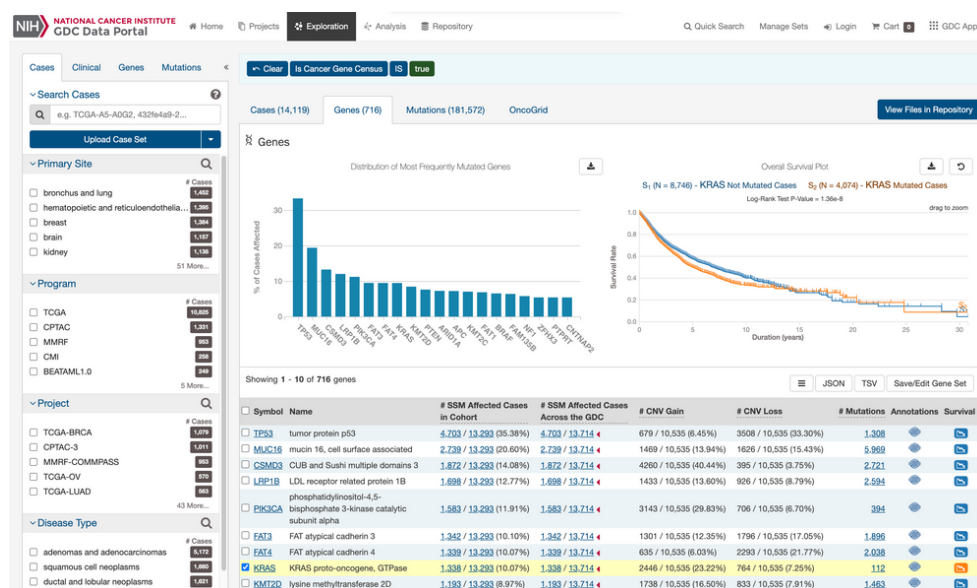 NIH NATIONAL CANCER INSTITUTE
GDC Data Portal
Home Projects Exploration Analysis Repository
Quick Search Manage Sets Login Cart 0 GDC App
Cases Clinical Genes Mutations «
Search Cases
e.g. TCGA-A5-A0G2, 432fe4a9-2...
Upload Case Set
Primary Site
# Cases
bronchus and lung 1,452
hematopoietic and reticuloendothelia... 1,395
breast 1,384
brain 1,157
kidney 1,138
51 More...
Program
# Cases
TCGA 10,825
CPTAC 1,331
MMRF 953
CMI 258
BEATAML1.0 249
5 More...
Project
# Cases
TCGA-BRCA 1,079
CPTAC-3 1,011
MMRF-COMMPASS 953
TCGA-OV 570
TCGA-LUAD 563
43 More...
Disease Type
# Cases
adenomas and adenocarcinomas 5,172
squamous cell neoplasms 1,660
ductal and lobular neoplasms 1,621
Clear Is Cancer Gene Census IS true
Cases (14,119) Genes (716) Mutations (181,572) OncoGrid
View Files in Repository
Genes
Distribution of Most Frequently Mutated Genes
% of Cases Affected
30
20
10
0
TP53 MUC16 CSMD3 LRP1B PIK3CA FAT3 FAT4 KRAS KMT2D PTEN ARID1A APC KMT2C FAT1 BRAF FAM135B NF1 ZFHX3 PTPRT CNTNAP2
Overall Survival Plot
S1 (N = 8,746) - KRAS Not Mutated Cases S2 (N = 4,074) - KRAS Mutated Cases
Log-Rank Test P-Value = 1.36e-8
drag to zoom
Survival Rate
1.0
0.8
0.6
0.4
0.2
0.0
0 5 10 15 20 25 30
Duration (years)
Showing 1 - 10 of 716 genes
JSON TSV Save/Edit Gene Set
Symbol Name # SSM Affected Cases in Cohort # SSM Affected Cases Across the GDC # CNV Gain # CNV Loss # Mutations Annotations Survival
TP53 tumor protein p53 4,703 / 13,293 (35.38%) 4,703 / 13,714 679 / 10,535 (6.45%) 3508 / 10,535 (33.30%) 1,308
MUC16 mucin 16, cell surface associated 2,739 / 13,293 (20.60%) 2,739 / 13,714 1469 / 10,535 (13.94%) 1626 / 10,535 (15.43%) 5,969
CSMD3 CUB and Sushi multiple domains 3 1,872 / 13,293 (14.08%) 1,872 / 13,714 4260 / 10,535 (40.44%) 395 / 10,535 (3.75%) 2,721
LRP1B LDL receptor related protein 1B 1,698 / 13,293 (12.77%) 1,698 / 13,714 1433 / 10,535 (13.60%) 926 / 10,535 (8.79%) 2,594
PIK3CA phosphatidylinositol-4,5-bisphosphate 3-kinase catalytic subunit alpha 1,583 / 13,293 (11.91%) 1,583 / 13,714 3143 / 10,535 (29.83%) 706 / 10,535 (6.70%) 394
FAT3 FAT atypical cadherin 3 1,342 / 13,293 (10.10%) 1,342 / 13,714 1301 / 10,535 (12.35%) 1796 / 10,535 (17.05%) 1,896
FAT4 FAT atypical cadherin 4 1,339 / 13,293 (10.07%) 1,339 / 13,714 635 / 10,535 (6.03%) 2293 / 10,535 (21.77%) 2,038
KRAS KRAS proto-oncogene, GTPase 1,338 / 13,293 (10.07%) 1,338 / 13,714 2446 / 10,535 (23.22%) 764 / 10,535 (7.25%) 112
KMT2D lysine methyltransferase 2D 1,193 / 13,293 (8.97%) 1,193 / 13,714 1738 / 10,535 (16.50%) 833 / 10,535 (7.91%) 1,463